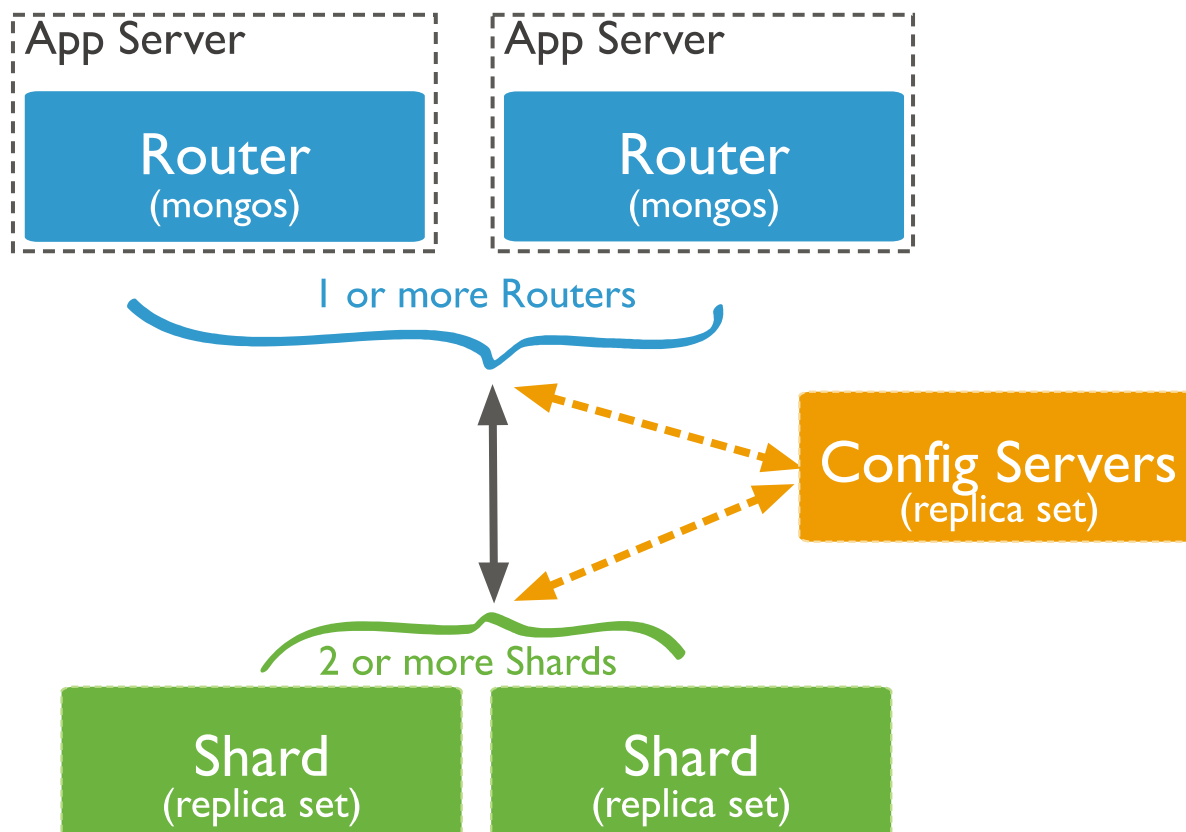 App Server
App Server
Router
(mongos)
Router
(mongos)
1 or more Routers
Config Servers
(replica set)
2 or more Shards
Shard
(replica set)
Shard
(replica set)